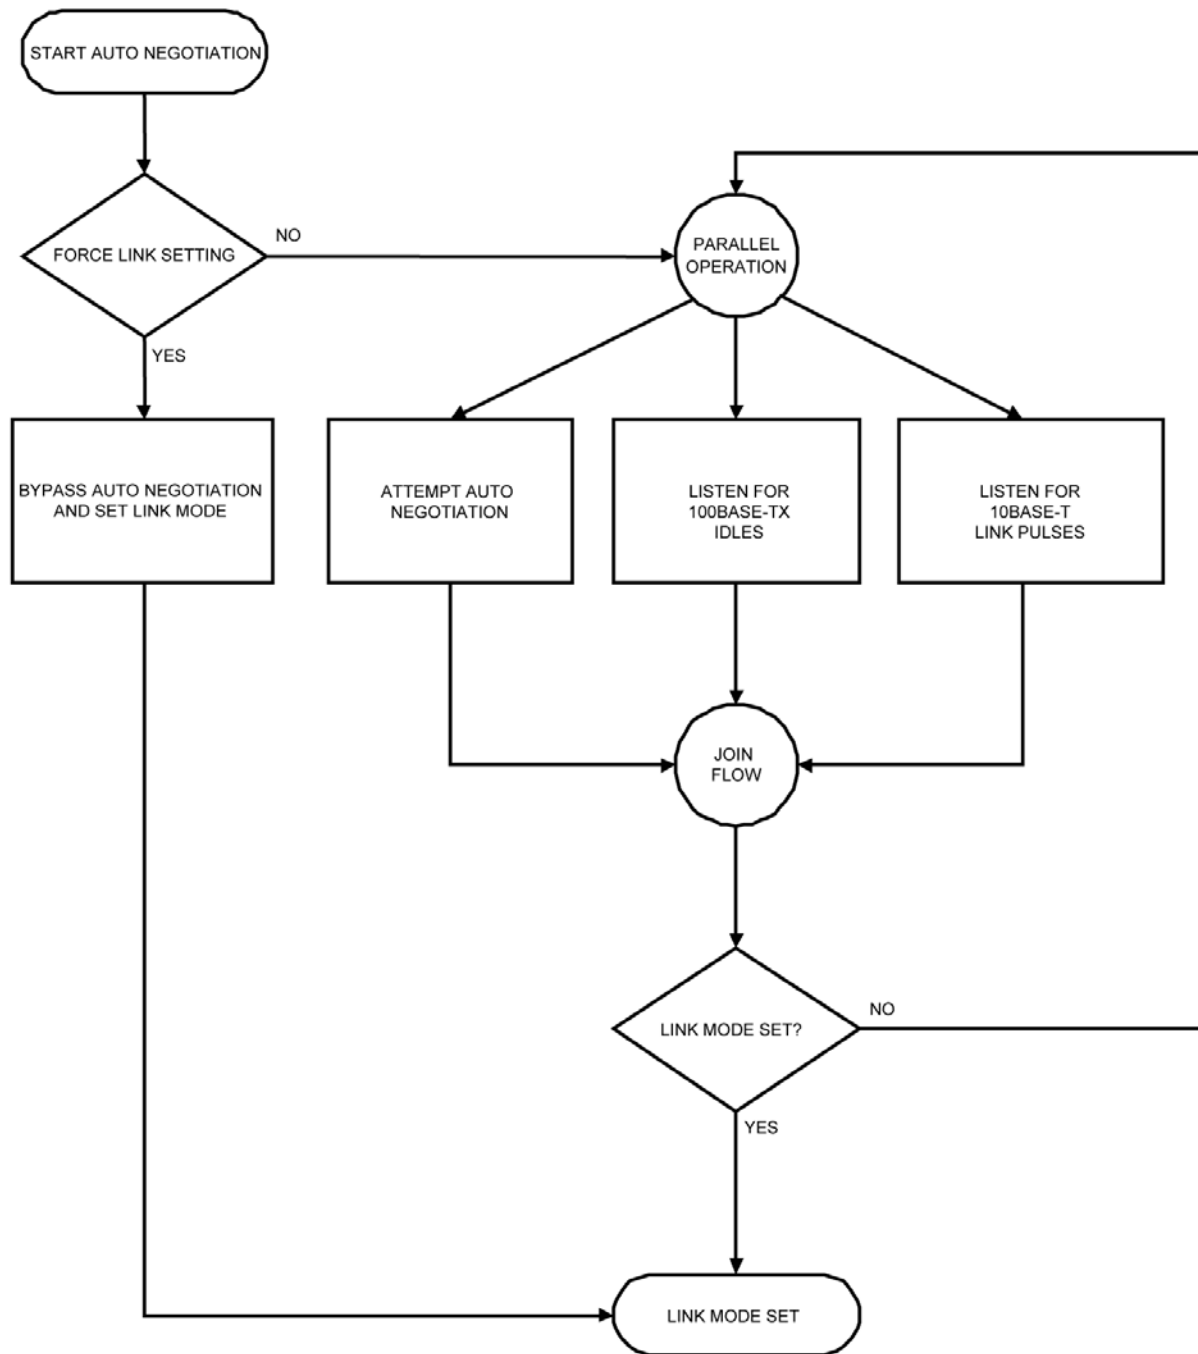 START AUTO NEGOTIATION
FORCE LINK SETTING
NO
PARALLEL
OPERATION
YES
BYPASS AUTO NEGOTIATION
AND SET LINK MODE
ATTEMPT AUTO
NEGOTIATION
LISTEN FOR
100BASE-TX
IDLES
LISTEN FOR
10BASE-T
LINK PULSES
JOIN
FLOW
LINK MODE SET?
NO
YES
LINK MODE SET